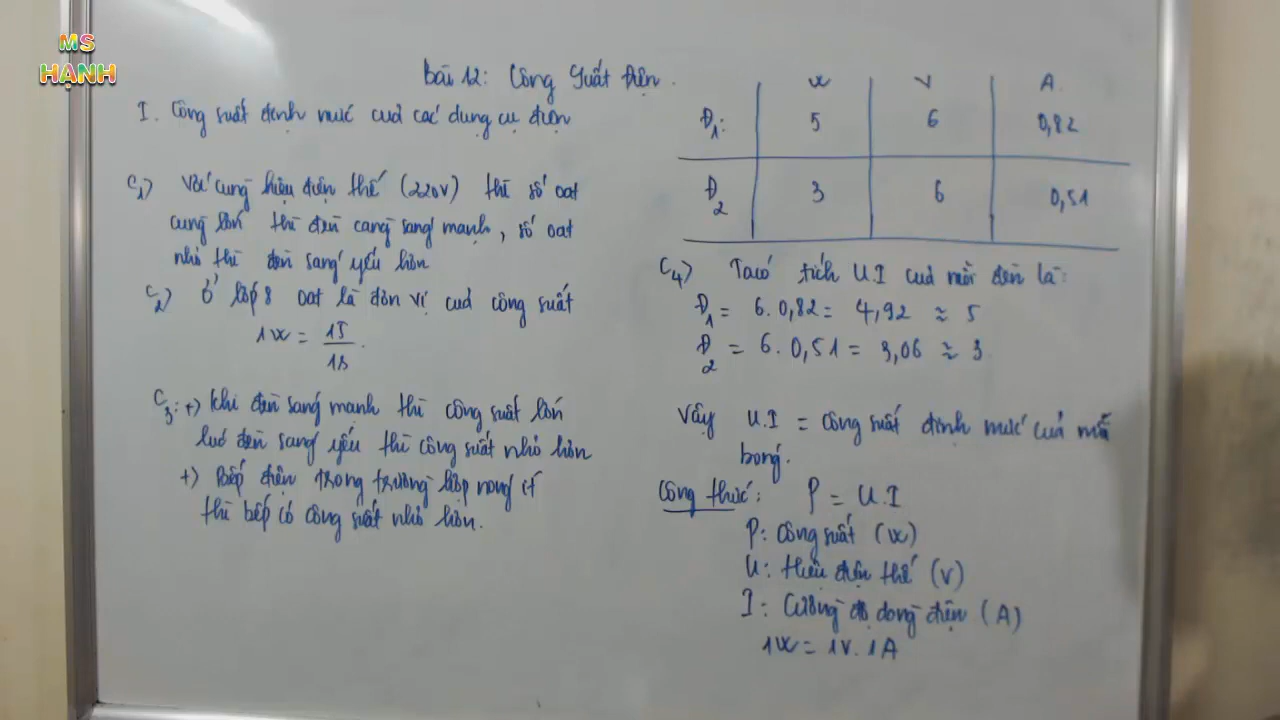 MS
HẠNH
Bài 12: Công suất điện.
I. Công suất định mức của các dụng cụ điện
C1) Với cùng hiệu điện thế (220V) thì số oat
cùng lớn thì đèn càng sáng mạnh, số oat
nhỏ thì đèn sáng yếu hơn
C2) Ở lớp 8 oat là đơn vị của công suất
1W = 1J / 1s.
C3: +) Khi đèn sáng mạnh thì công suất lớn
lúc đèn sáng yếu thì công suất nhỏ hơn
+) Bếp điện trong trường hợp nóng ít
thì bếp có công suất nhỏ hơn.
W V A.
Đ1: 5 6 0,82
Đ2 3 6 0,51
C4) Ta có tích U.I của mỗi đèn là:
Đ1 = 6. 0,82 = 4,92 ≈ 5
Đ2 = 6. 0,51 = 3,06 ≈ 3
Vậy U.I = công suất định mức của mỗi
bóng.
Công thức: P = U.I
P: Công suất (W)
U: Hiệu điện thế (V)
I: Cường độ dòng điện (A)
1W = 1V. 1A